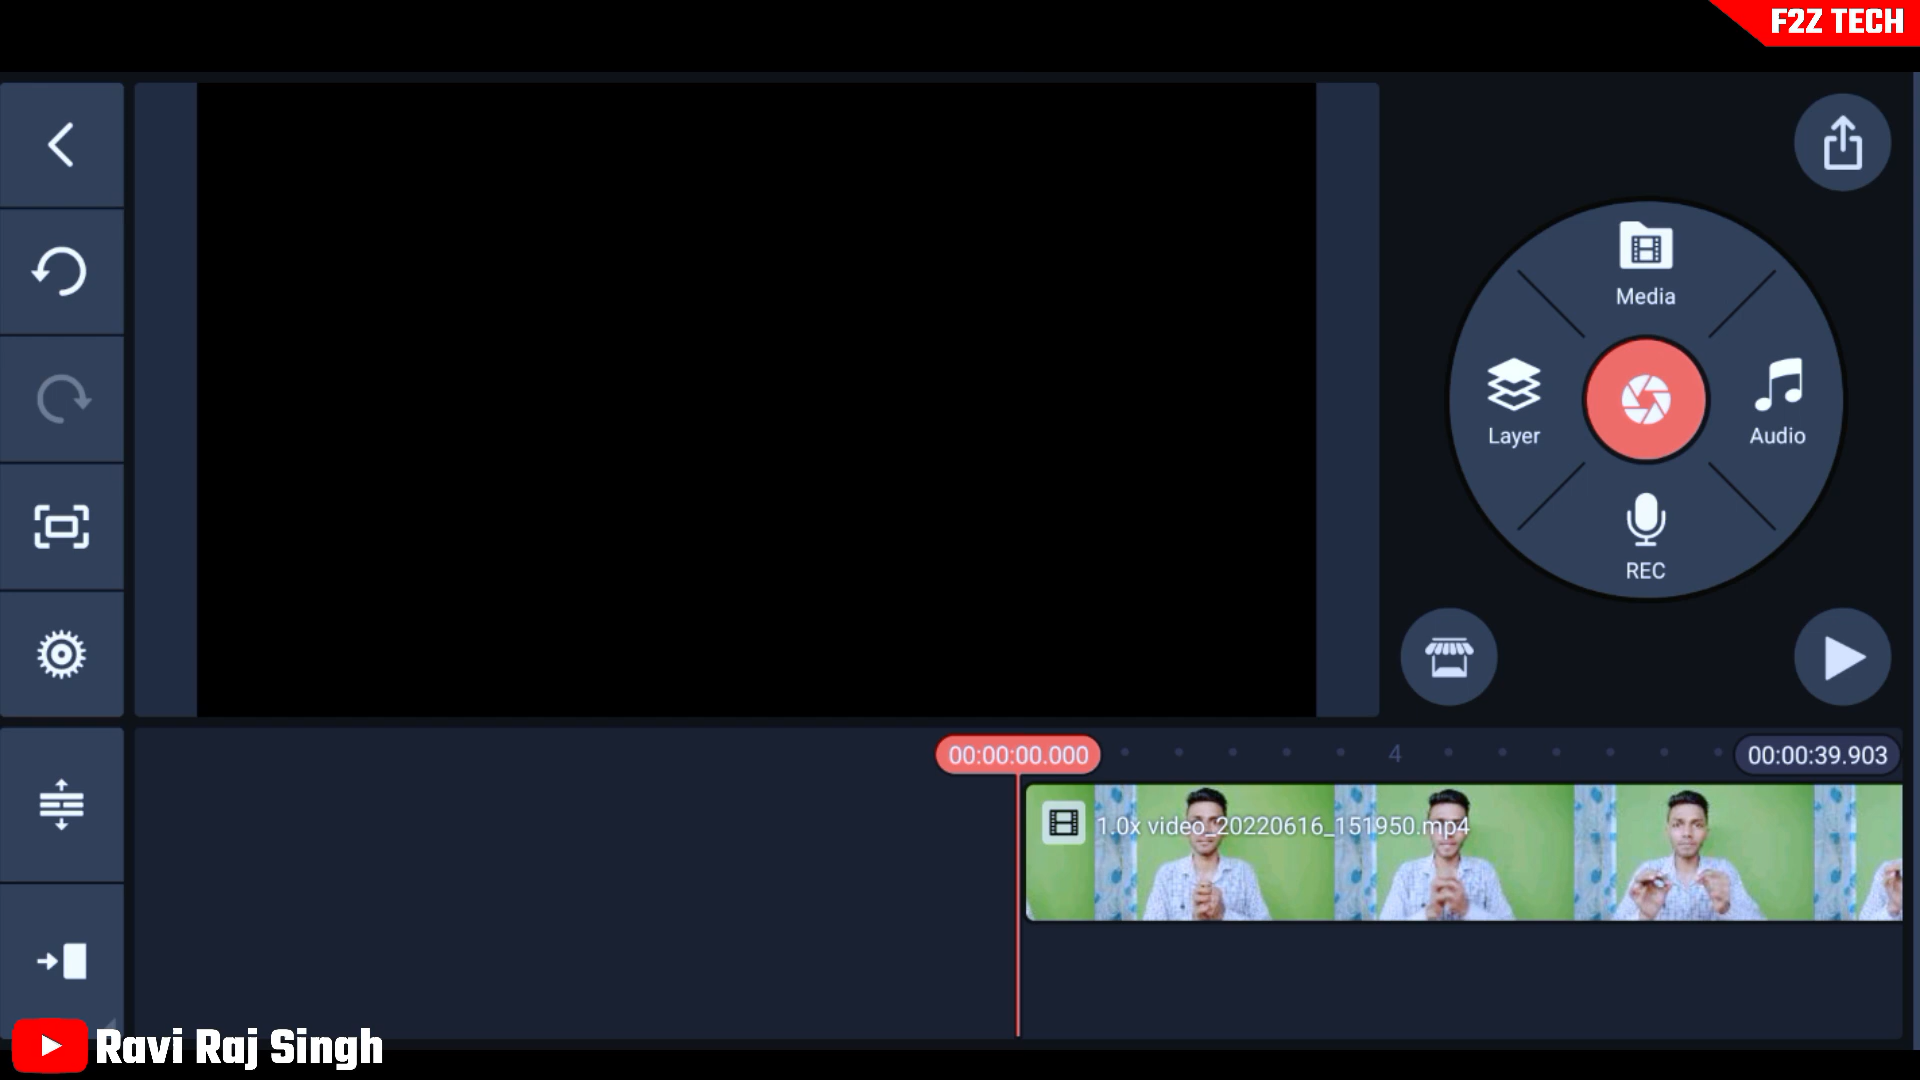 F2Z TECH
Media
Layer
Audio
REC
00:00:00.000
4
00:00:39.903
1.0x video_20220616_151950.mp4
Ravi Raj Singh